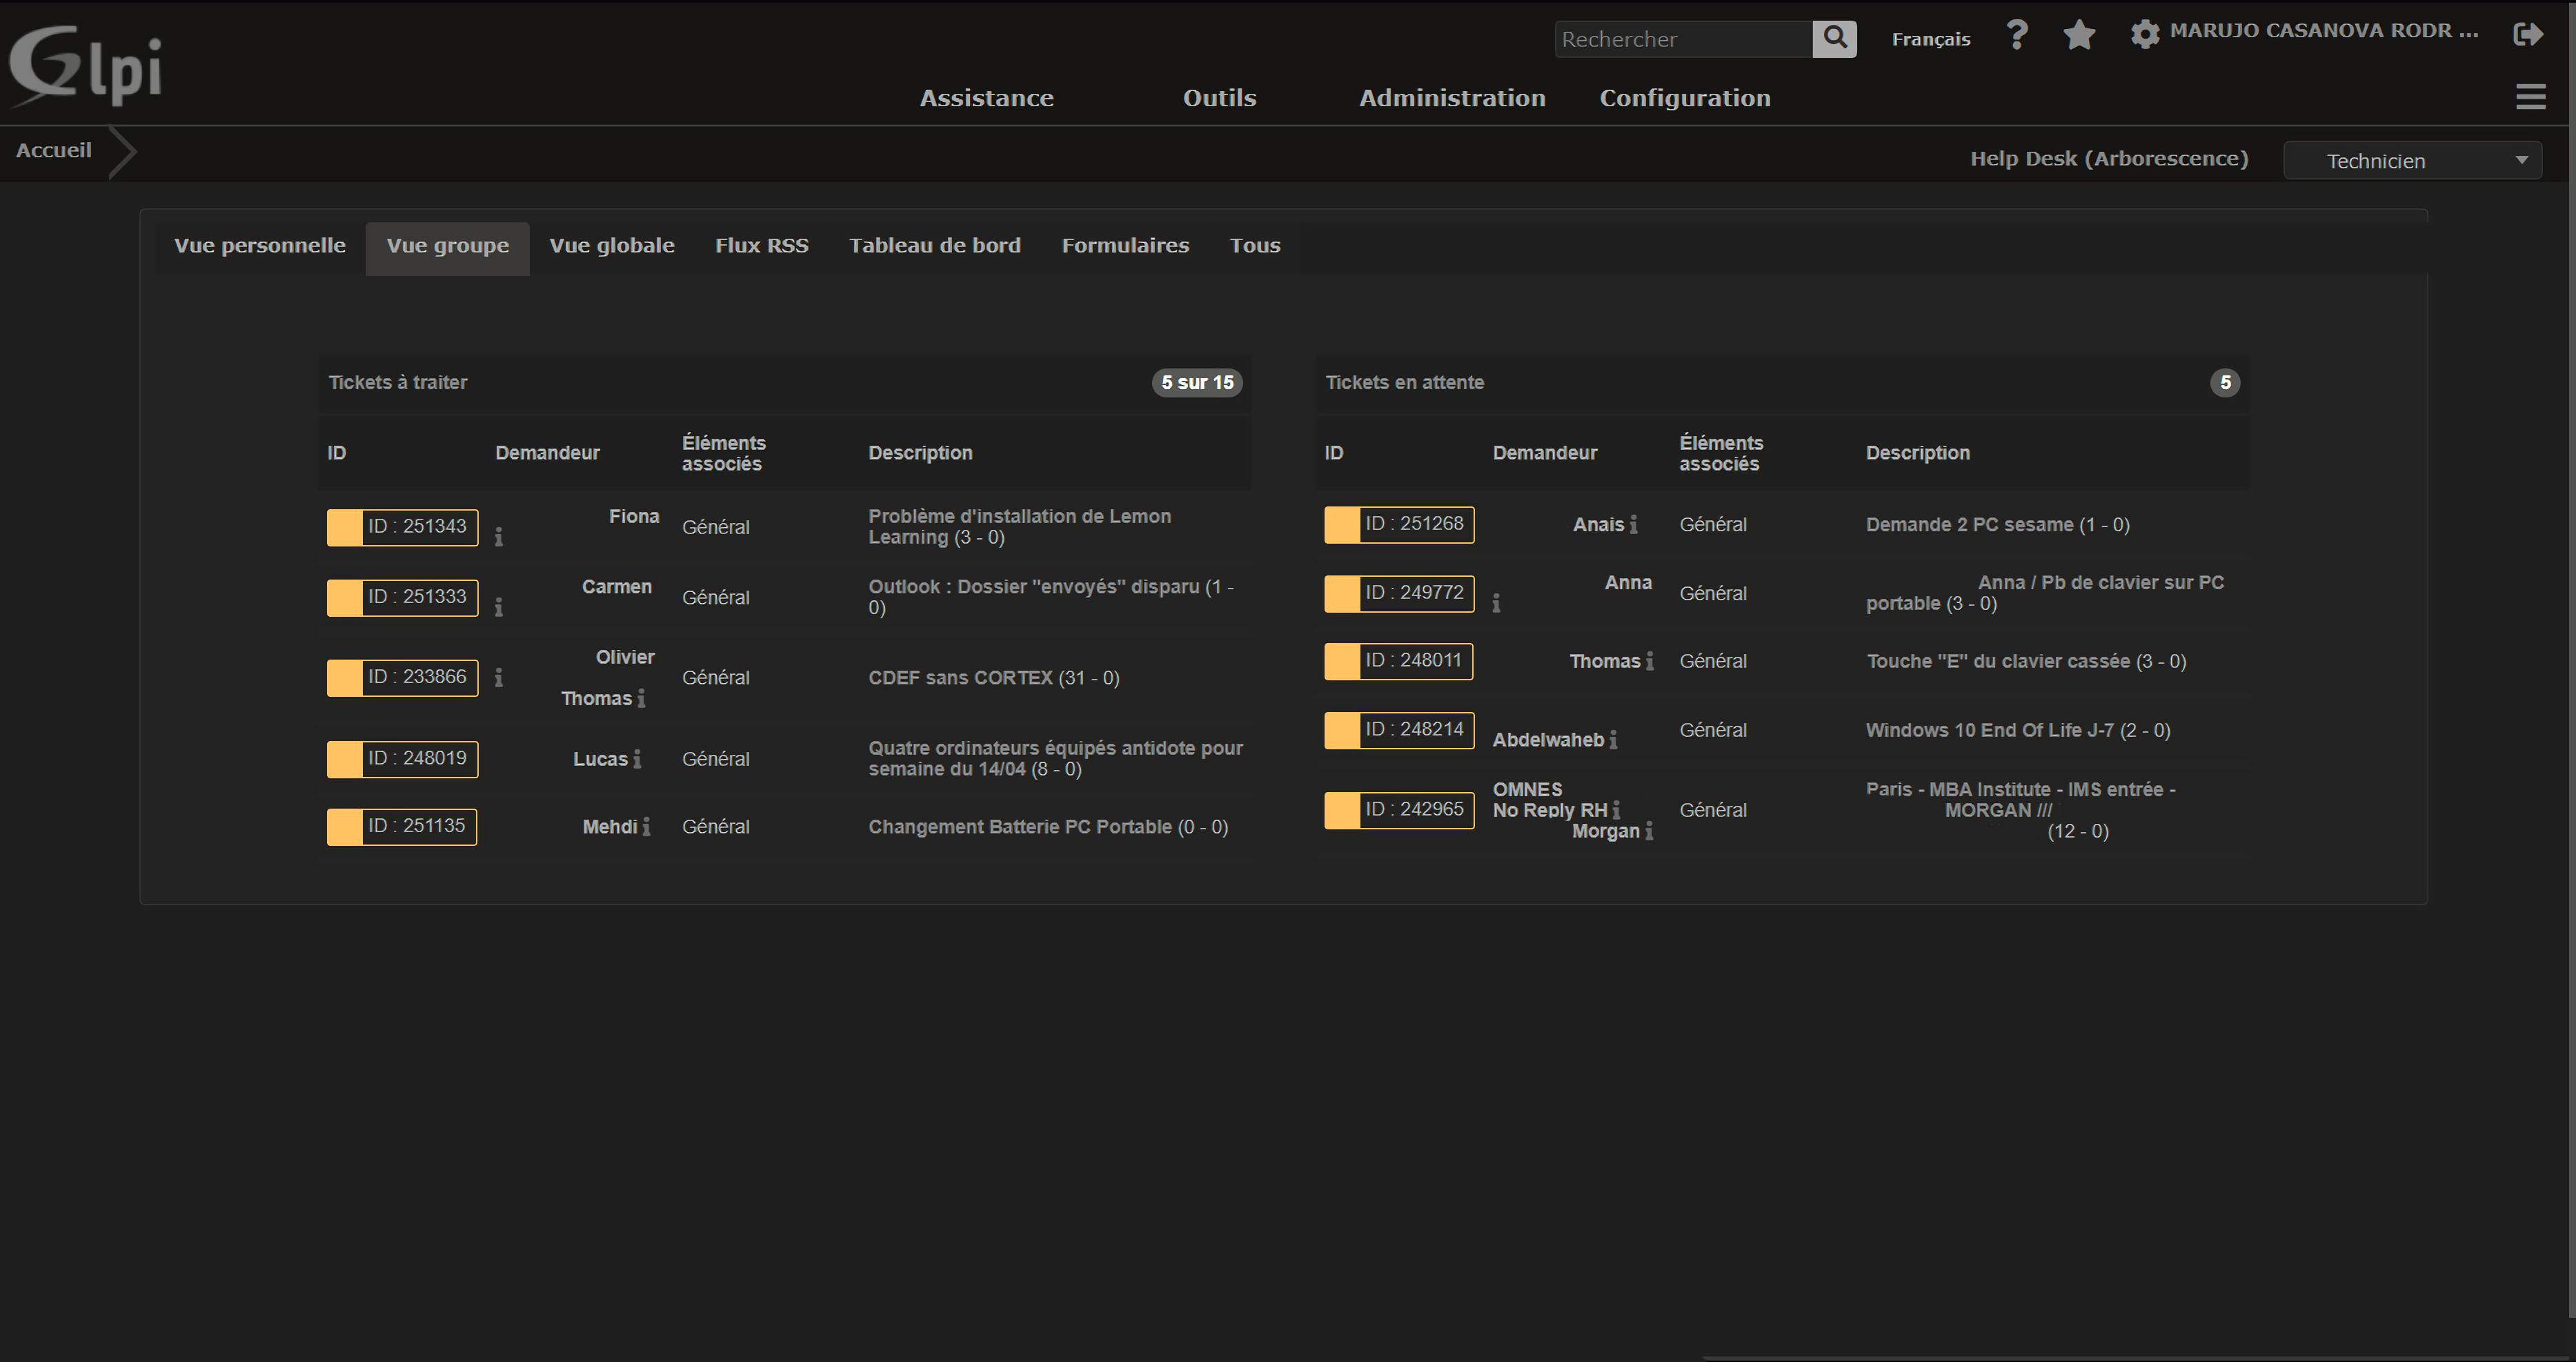 Glpi
Rechercher
Français
?
MARUJO CASANOVA RODR ...
Assistance
Outils
Administration
Configuration
Accueil
Help Desk (Arborescence)
Technicien
Vue personnelle
Vue groupe
Vue globale
Flux RSS
Tableau de bord
Formulaires
Tous
Tickets à traiter
5 sur 15
ID
Demandeur
Éléments
associés
Description
ID : 251343
Fiona
Général
Problème d'installation de Lemon
Learning (3 - 0)
ID : 251333
Carmen
Général
Outlook : Dossier "envoyés" disparu (1 -
0)
ID : 233866
Olivier
Thomas
Général
CDEF sans CORTEX (31 - 0)
ID : 248019
Lucas
Général
Quatre ordinateurs équipés antidote pour
semaine du 14/04 (8 - 0)
ID : 251135
Mehdi
Général
Changement Batterie PC Portable (0 - 0)
Tickets en attente
5
ID
Demandeur
Éléments
associés
Description
ID : 251268
Anais
Général
Demande 2 PC sesame (1 - 0)
ID : 249772
Anna
Général
Anna / Pb de clavier sur PC
portable (3 - 0)
ID : 248011
Thomas
Général
Touche "E" du clavier cassée (3 - 0)
ID : 248214
Abdelwaheb
Général
Windows 10 End Of Life J-7 (2 - 0)
ID : 242965
OMNES
No Reply RH
Morgan
Général
Paris - MBA Institute - IMS entrée -
MORGAN ///
(12 - 0)